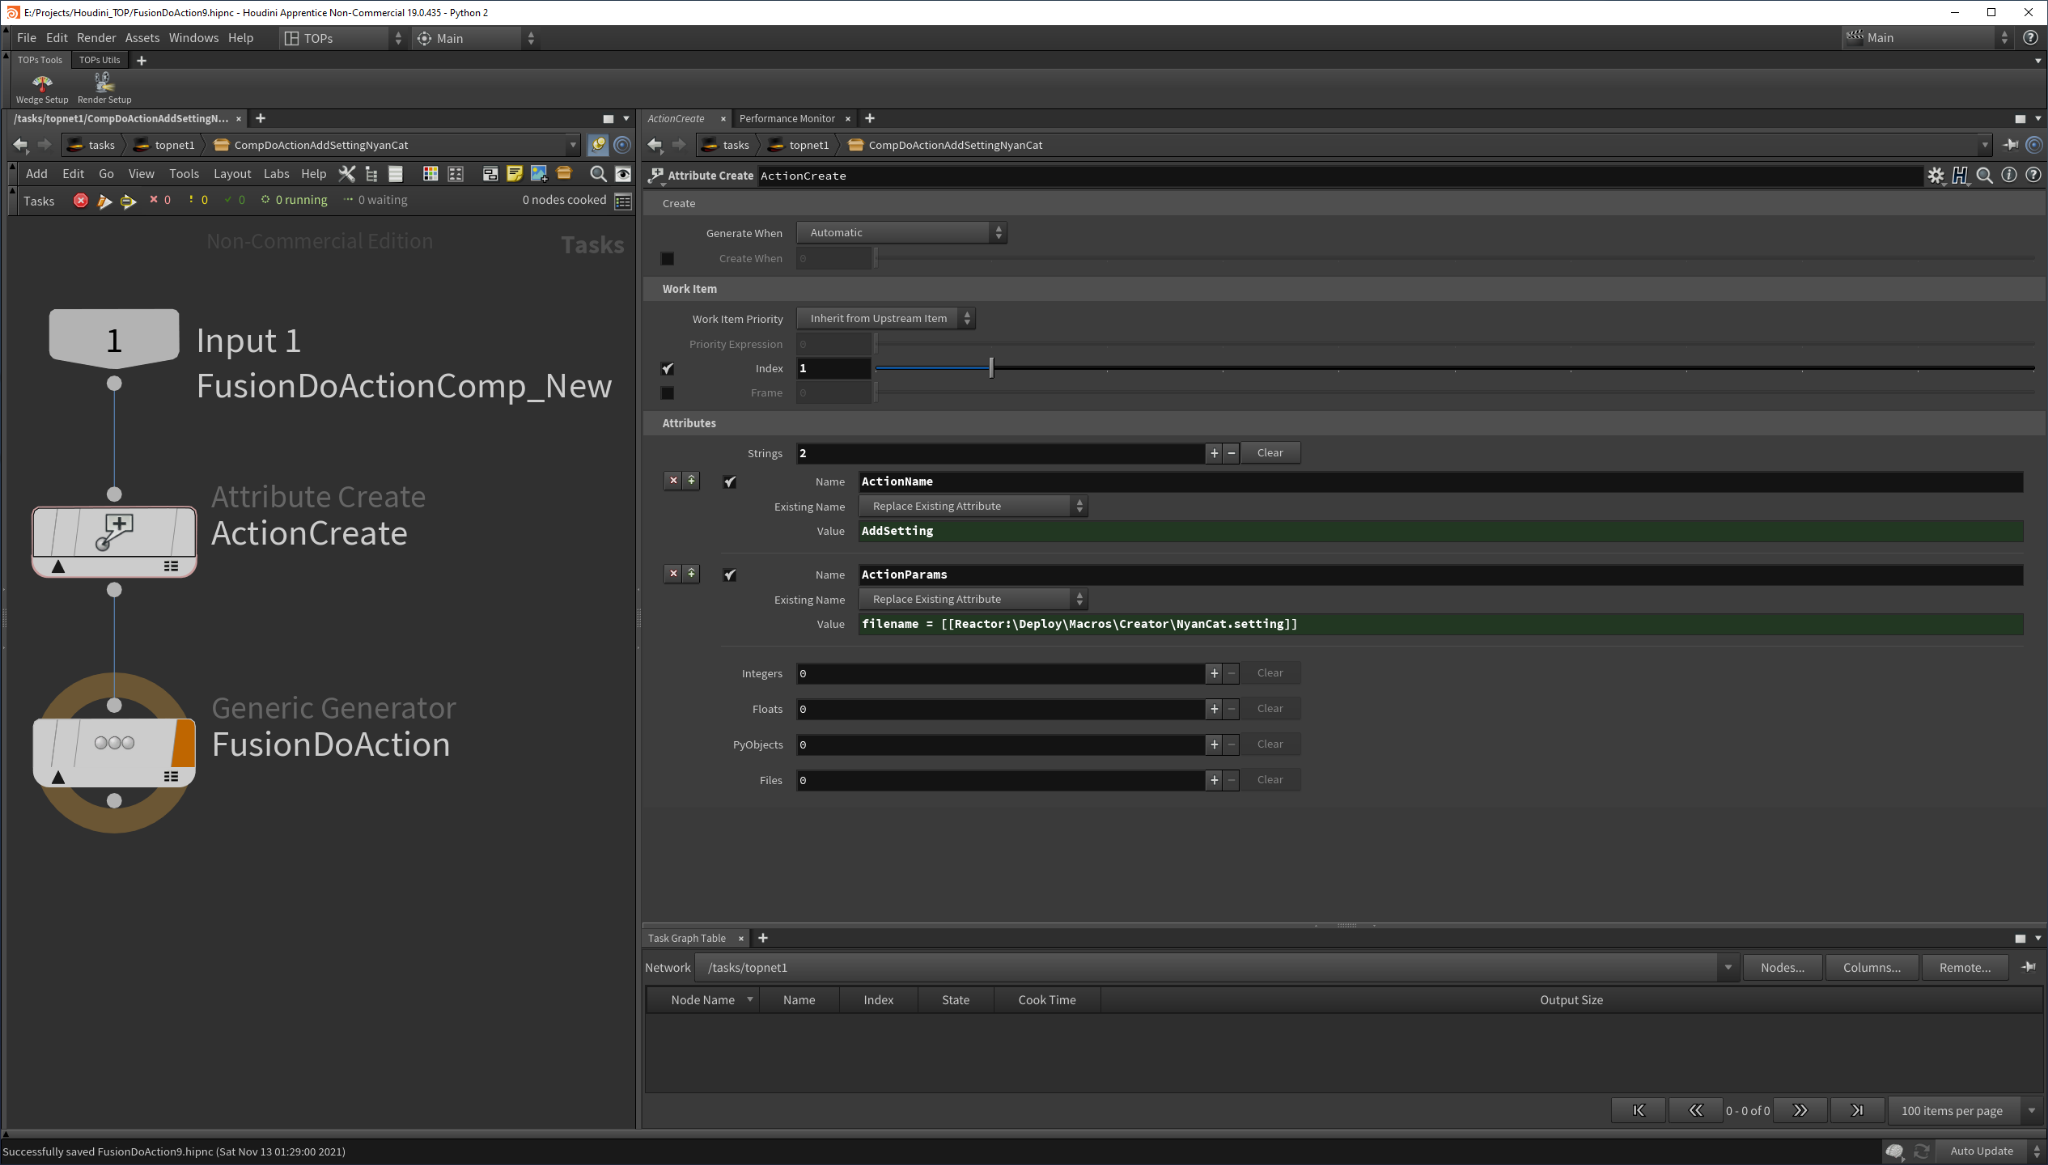 E:/Projects/Houdini_TOP/FusionDoAction9.hipnc - Houdini Apprentice Non-Commercial 19.0.435 - Python 2
File Edit Render Assets Windows Help TOPs Main Main
TOPs Tools TOPs Utils
Wedge Setup Render Setup
/tasks/topnet1/CompDoActionAddSettingN...
tasks topnet1 CompDoActionAddSettingNyanCat
Add Edit Go View Tools Layout Labs Help
Tasks 0 0 0 0 running 0 waiting 0 nodes cooked
Non-Commercial Edition Tasks
1
Input 1
FusionDoActionComp_New
Attribute Create
ActionCreate
Generic Generator
FusionDoAction
ActionCreate Performance Monitor
tasks topnet1 CompDoActionAddSettingNyanCat
Attribute Create ActionCreate
Create
Generate When Automatic
Create When 0
Work Item
Work Item Priority Inherit from Upstream Item
Priority Expression 0
Index 1
Frame 0
Attributes
Strings 2 + - Clear
Name ActionName
Existing Name Replace Existing Attribute
Value AddSetting
Name ActionParams
Existing Name Replace Existing Attribute
Value filename = [[Reactor:\Deploy\Macros\Creator\NyanCat.setting]]
Integers 0 + - Clear
Floats 0 + - Clear
PyObjects 0 + - Clear
Files 0 + - Clear
Task Graph Table
Network /tasks/topnet1 Nodes... Columns... Remote...
Node Name Name Index State Cook Time Output Size
0 - 0 of 0 100 items per page
Successfully saved FusionDoAction9.hipnc (Sat Nov 13 01:29:00 2021) Auto Update